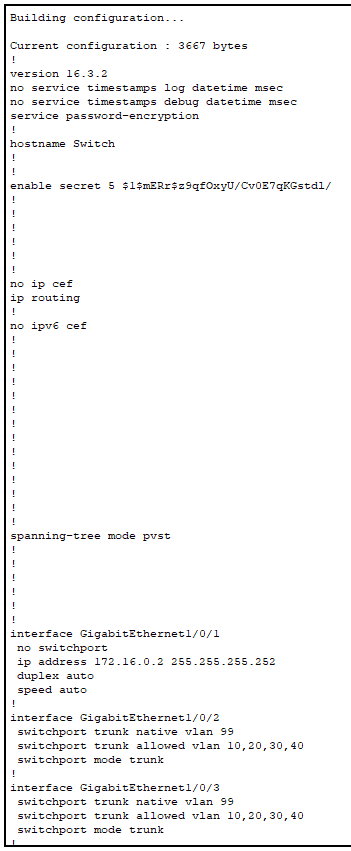 Building configuration...
Current configuration : 3667 bytes
!
version 16.3.2
no service timestamps log datetime msec
no service timestamps debug datetime msec
service password-encryption
!
hostname Switch
!
!
enable secret 5 $1$mERr$z9qfOxyU/Cv0E7qKGstdl/
!
!
!
!
!
!
no ip cef
ip routing
!
no ipv6 cef
!
!
!
!
!
!
!
!
!
!
!
!
!
!
spanning-tree mode pvst
!
!
!
!
!
!
interface GigabitEthernet1/0/1
 no switchport
 ip address 172.16.0.2 255.255.255.252
 duplex auto
 speed auto
!
interface GigabitEthernet1/0/2
 switchport trunk native vlan 99
 switchport trunk allowed vlan 10,20,30,40
 switchport mode trunk
!
interface GigabitEthernet1/0/3
 switchport trunk native vlan 99
 switchport trunk allowed vlan 10,20,30,40
 switchport mode trunk
!